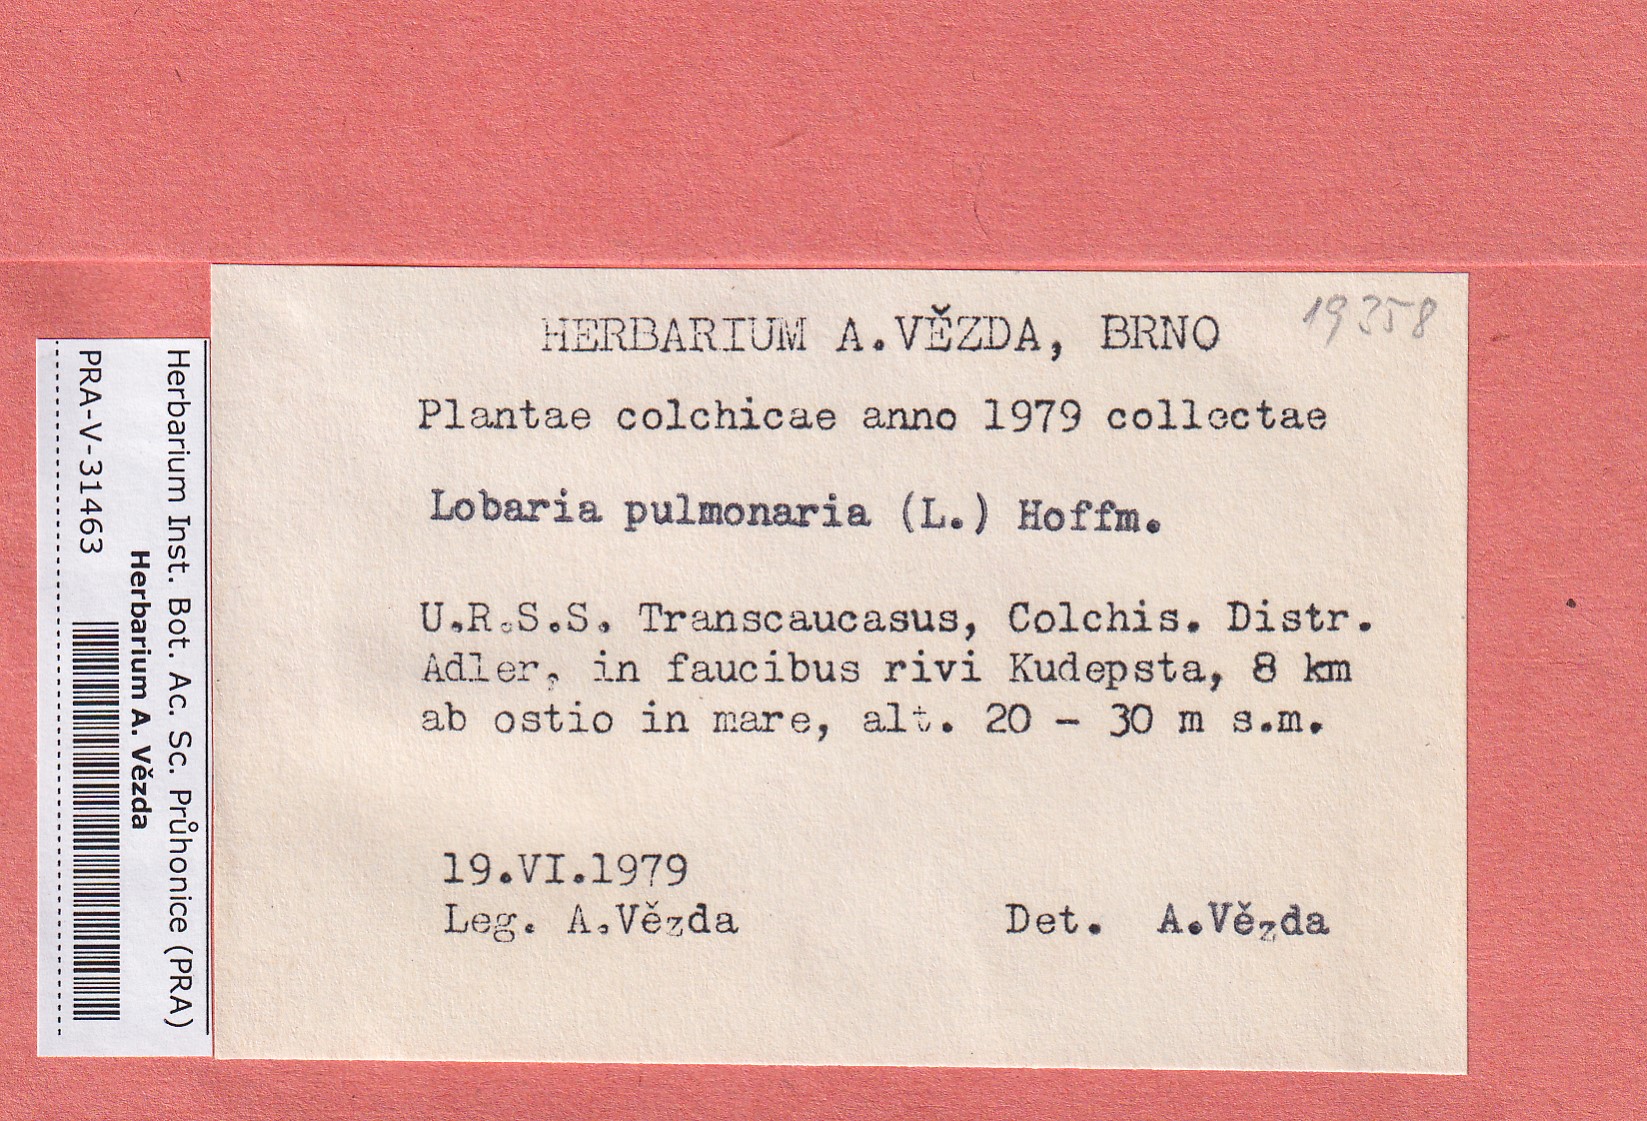 HERBARIUM A.VĚZDA, BRNO
19358
Plantae colchicae anno 1979 collectae
Lobaria pulmonaria (L.) Hoffm.
U.R.S.S. Transcaucasus, Colchis. Distr.
Adler, in faucibus rivi Kudepsta, 8 km
ab ostio in mare, alt. 20 - 30 m s.m.
19.VI.1979
Leg. A.Vězda Det. A.Vězda
Herbarium Inst. Bot. Ac. Sc. Průhonice (PRA)
Herbarium A. Vězda
PRA-V-31463